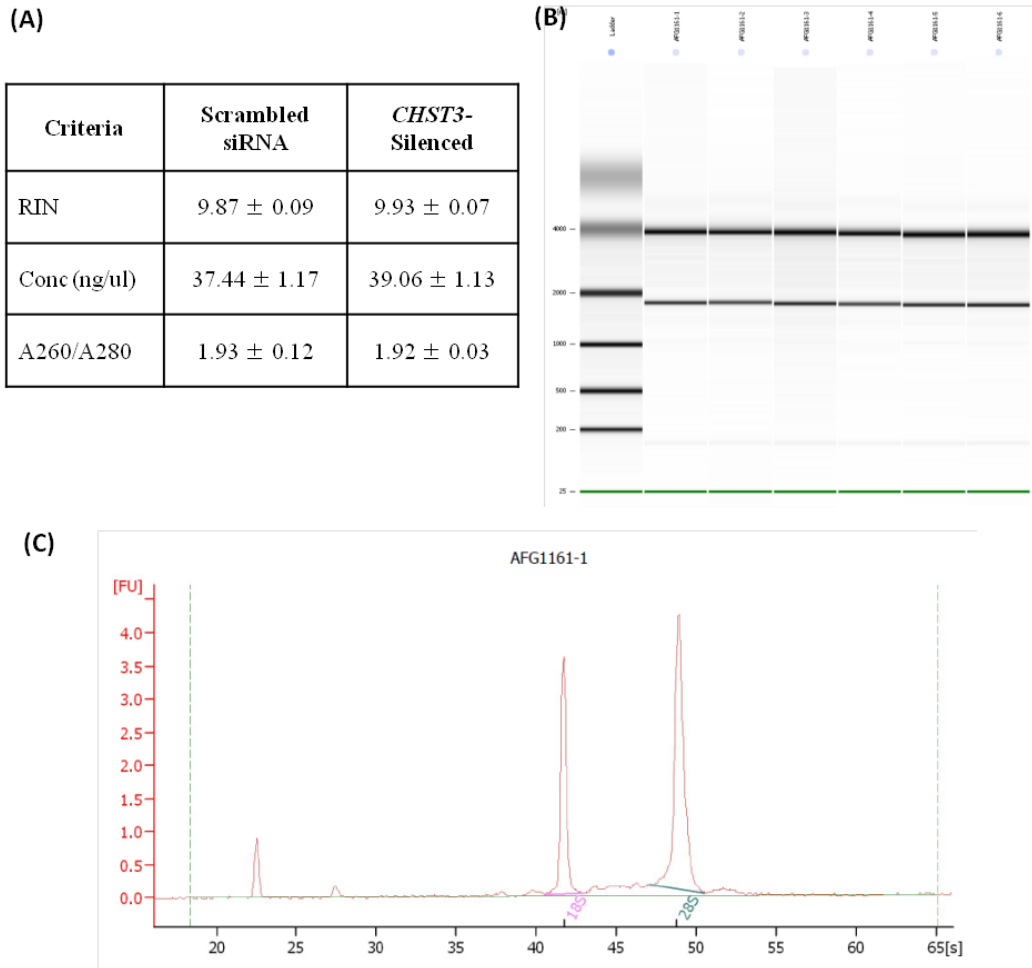 (A)
Criteria
Scrambled
siRNA
CHST3-
Silenced
RIN
9.87 ± 0.09
9.93 ± 0.07
Conc (ng/ul)
37.44 ± 1.17
39.06 ± 1.13
A260/A280
1.93 ± 0.12
1.92 ± 0.03
(B)
Ladder
AFG1161-1
AFG1161-2
AFG1161-3
AFG1161-4
AFG1161-5
AFG1161-6
4000
2000
1000
500
200
25
(C)
AFG1161-1
[FU]
4.0
3.5
3.0
2.5
2.0
1.5
1.0
0.5
0.0
18S
28S
20 25 30 35 40 45 50 55 60 65[s]